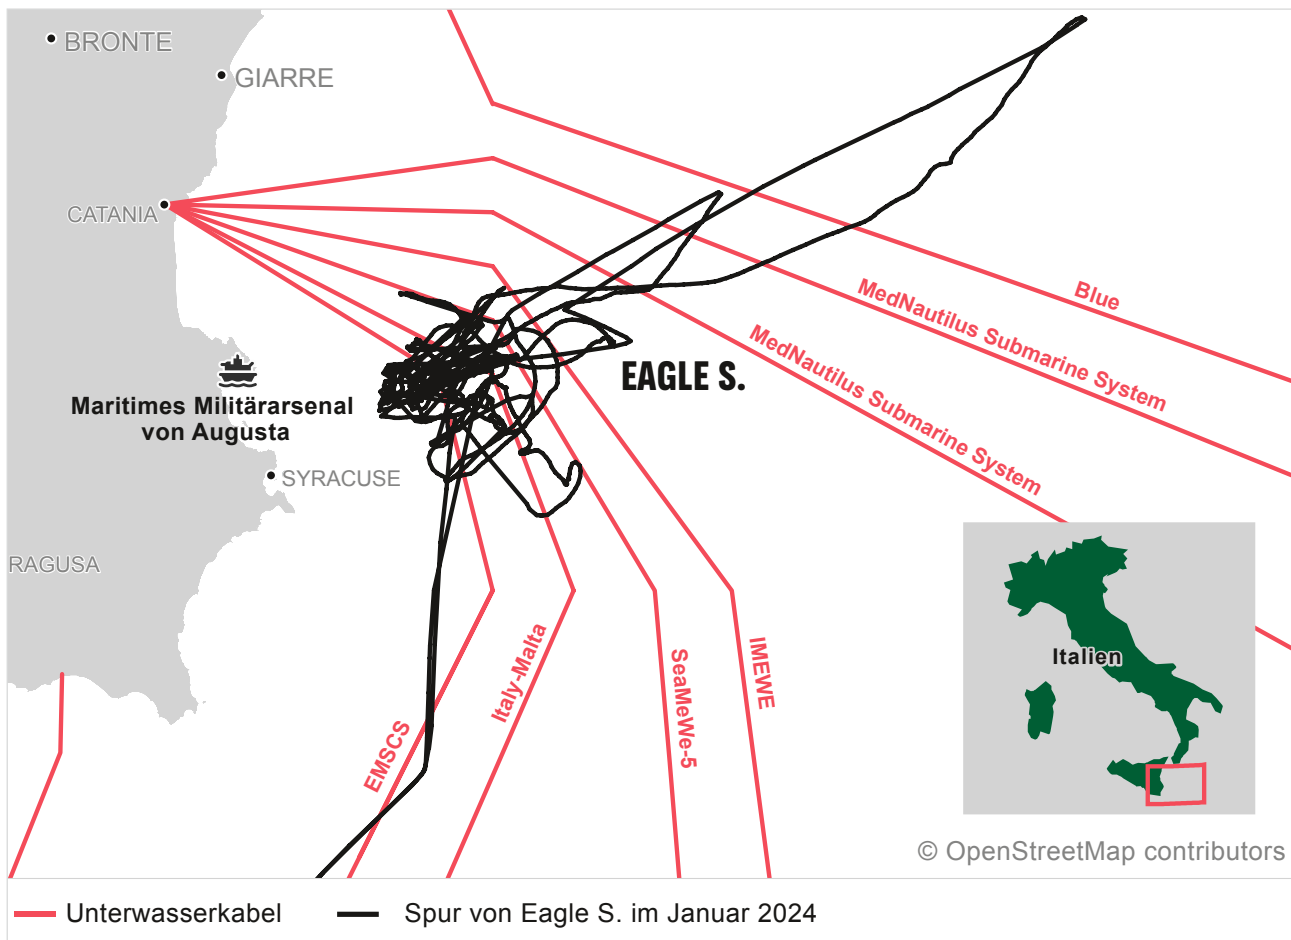 BRONTE
GIARRE
CATANIA
Blue
MedNautilus Submarine System
MedNautilus Submarine System
EAGLE S.
Maritimes Militärarsenal
von Augusta
SYRACUSE
RAGUSA
Italien
EMSCS
Italy-Malta
SeaMeWe-5
IMEWE
© OpenStreetMap contributors
Unterwasserkabel
Spur von Eagle S. im Januar 2024